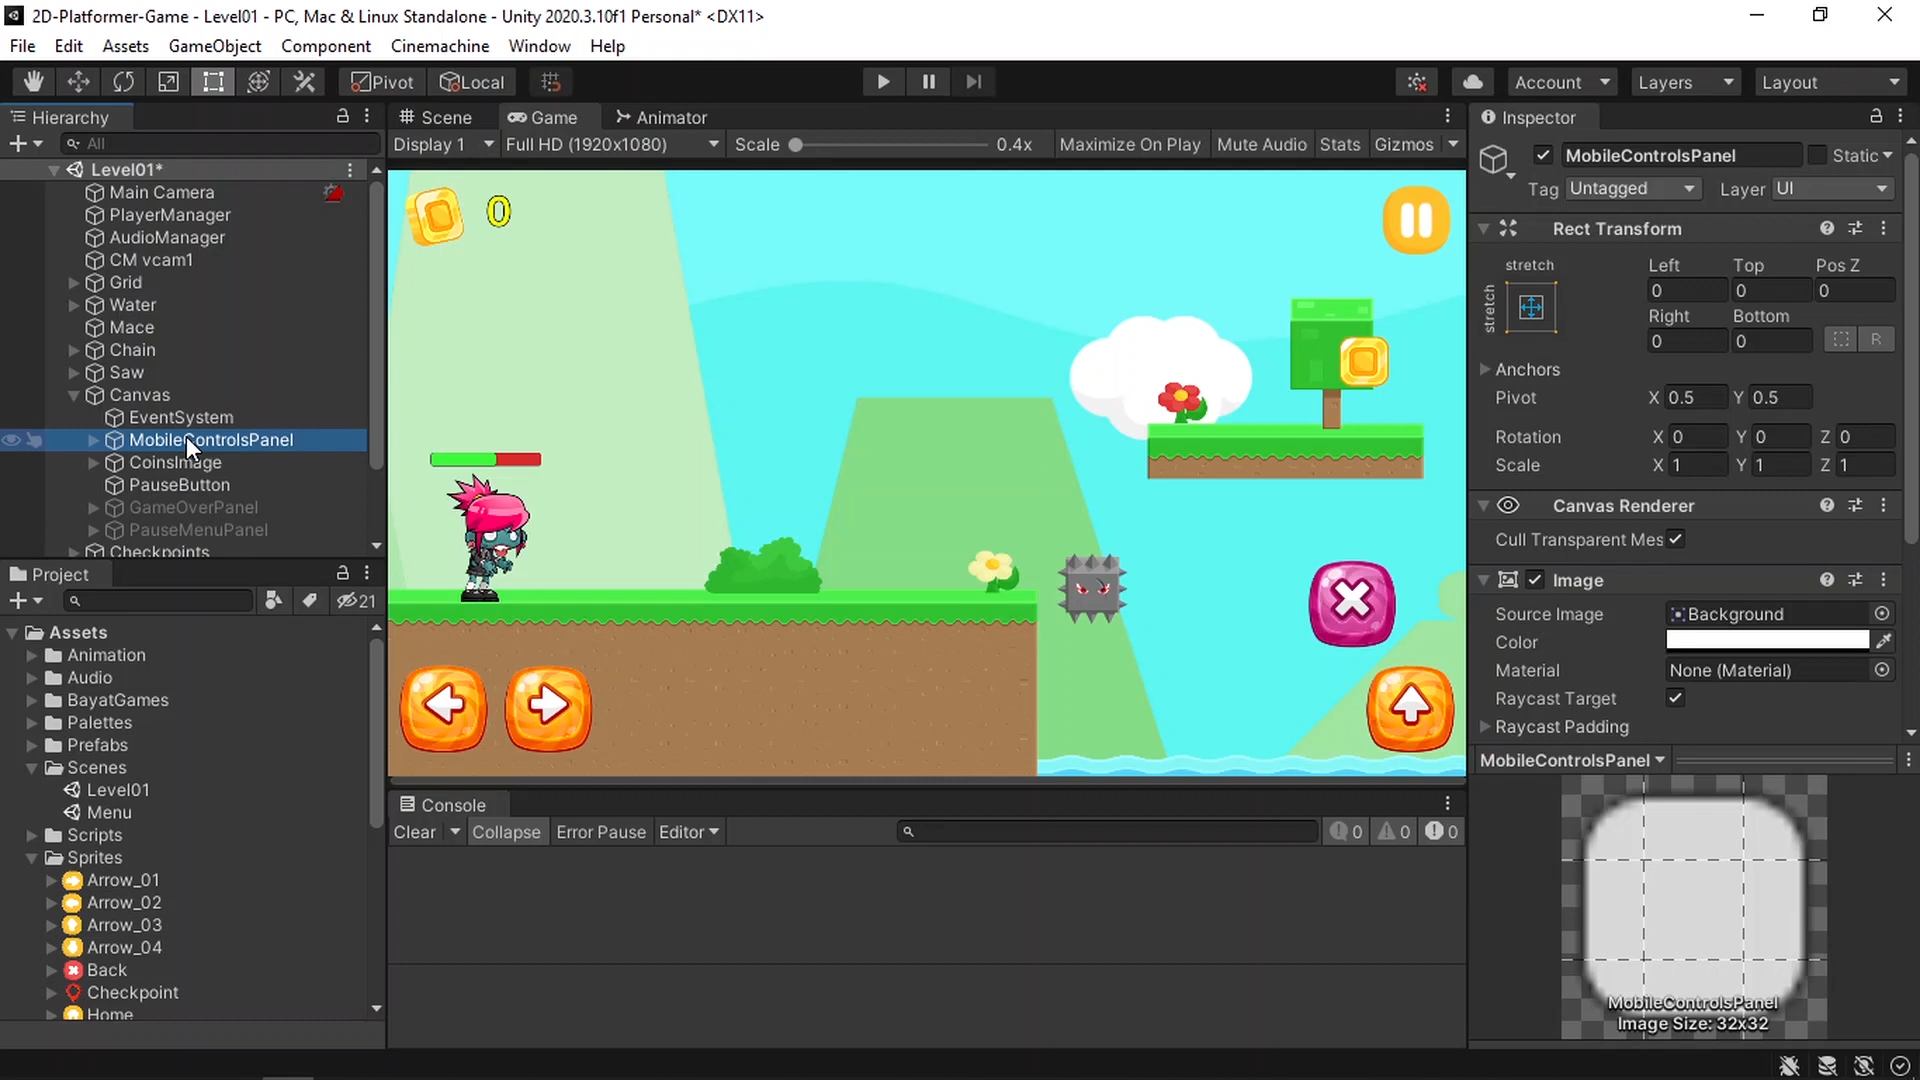 2D-Platformer-Game - Level01 - PC, Mac & Linux Standalone - Unity 2020.3.10f1 Personal* <DX11>
File Edit Assets GameObject Component Cinemachine Window Help
Pivot Local Account Layers Layout
Hierarchy
All
Level01*
Main Camera
PlayerManager
AudioManager
CM vcam1
Grid
Water
Mace
Chain
Saw
Canvas
EventSystem
MobileControlsPanel
CoinsImage
PauseButton
GameOverPanel
PauseMenuPanel
Checkpoints
Project
21
Assets
Animation
Audio
BayatGames
Palettes
Prefabs
Scenes
Level01
Menu
Scripts
Sprites
Arrow_01
Arrow_02
Arrow_03
Arrow_04
Back
Checkpoint
Home
Scene Game Animator
Display 1 Full HD (1920x1080) Scale 0.4x Maximize On Play Mute Audio Stats Gizmos
0
Console
Clear Collapse Error Pause Editor 0 0 0
Inspector
MobileControlsPanel Static
Tag Untagged Layer UI
Rect Transform
stretch Left Top Pos Z
stretch 0 0 0
Right Bottom
0 0 R
Anchors
Pivot X 0.5 Y 0.5
Rotation X 0 Y 0 Z 0
Scale X 1 Y 1 Z 1
Canvas Renderer
Cull Transparent Mes
Image
Source Image Background
Color
Material None (Material)
Raycast Target
Raycast Padding
MobileControlsPanel
MobileControlsPanel
Image Size: 32x32